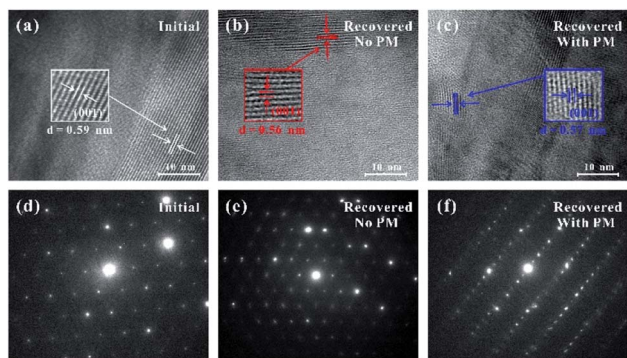 (a) Initial
(001)
d = 0.59 nm
10 nm
(b) Recovered
No PM
(001)
d = 0.56 nm
10 nm
(c) Recovered
With PM
(001)
d = 0.57 nm
10 nm
(d) Initial
(e) Recovered
No PM
(f) Recovered
With PM